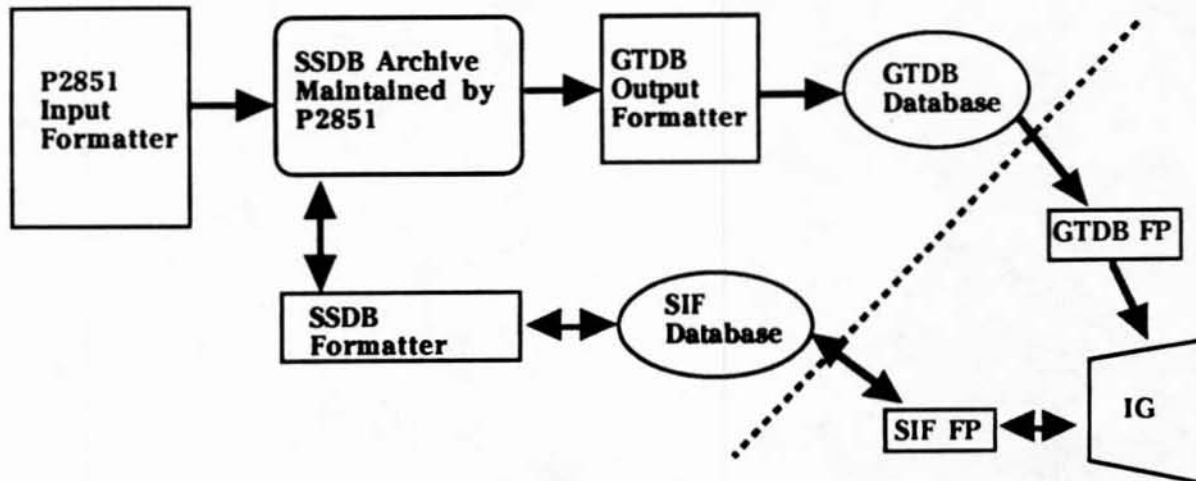 P2851
Input
Formatter
SSDB Archive
Maintained by
P2851
GTDB
Output
Formatter
GTDB
Database
GTDB FP
SSDB
Formatter
SIF
Database
SIF FP
IG